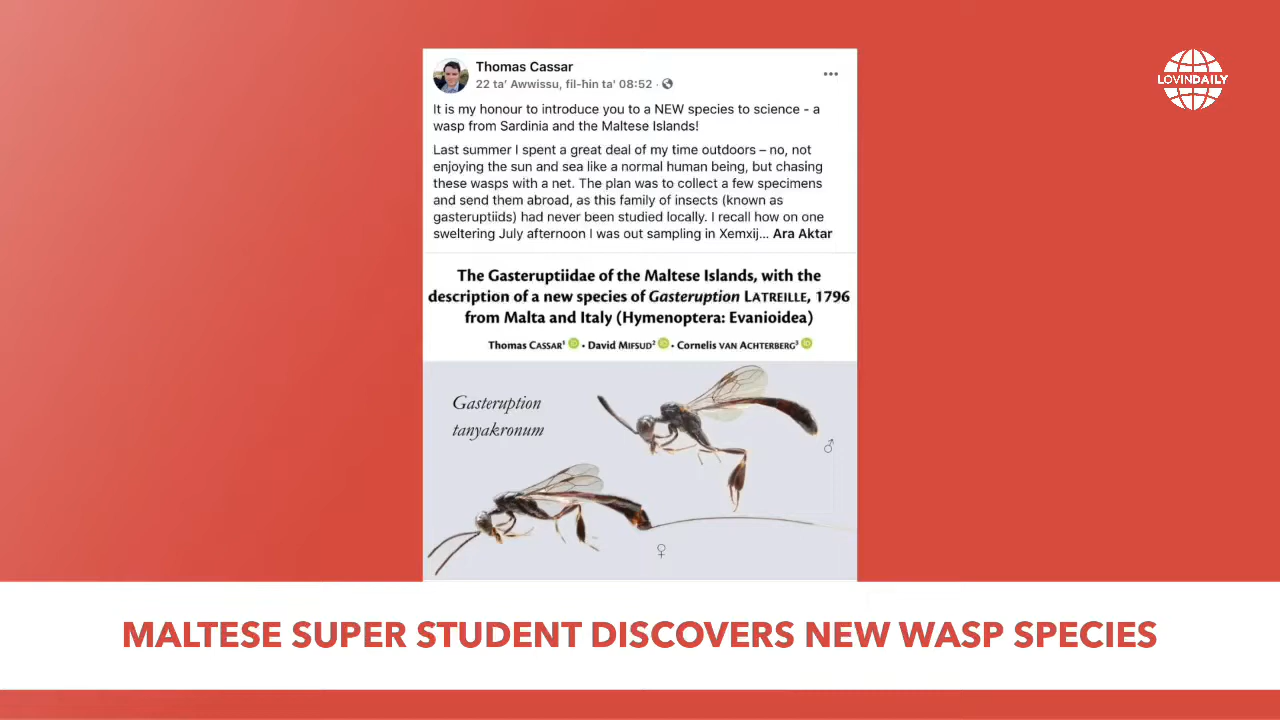 Thomas Cassar
22 ta' Awwissu, fil-ħin ta' 08:52 ·
LOVINDAILY
It is my honour to introduce you to a NEW species to science - a
wasp from Sardinia and the Maltese Islands!
Last summer I spent a great deal of my time outdoors – no, not
enjoying the sun and sea like a normal human being, but chasing
these wasps with a net. The plan was to collect a few specimens
and send them abroad, as this family of insects (known as
gasteruptiids) had never been studied locally. I recall how on one
sweltering July afternoon I was out sampling in Xemxij... Ara Aktar
The Gasteruptiidae of the Maltese Islands, with the
description of a new species of Gasteruption LATREILLE, 1796
from Malta and Italy (Hymenoptera: Evanioidea)
Thomas CASSAR¹ iD · David MIFSUD² iD · Cornelis VAN ACHTERBERG³ iD
Gasteruption
tanyakronum
♂
♀
MALTESE SUPER STUDENT DISCOVERS NEW WASP SPECIES